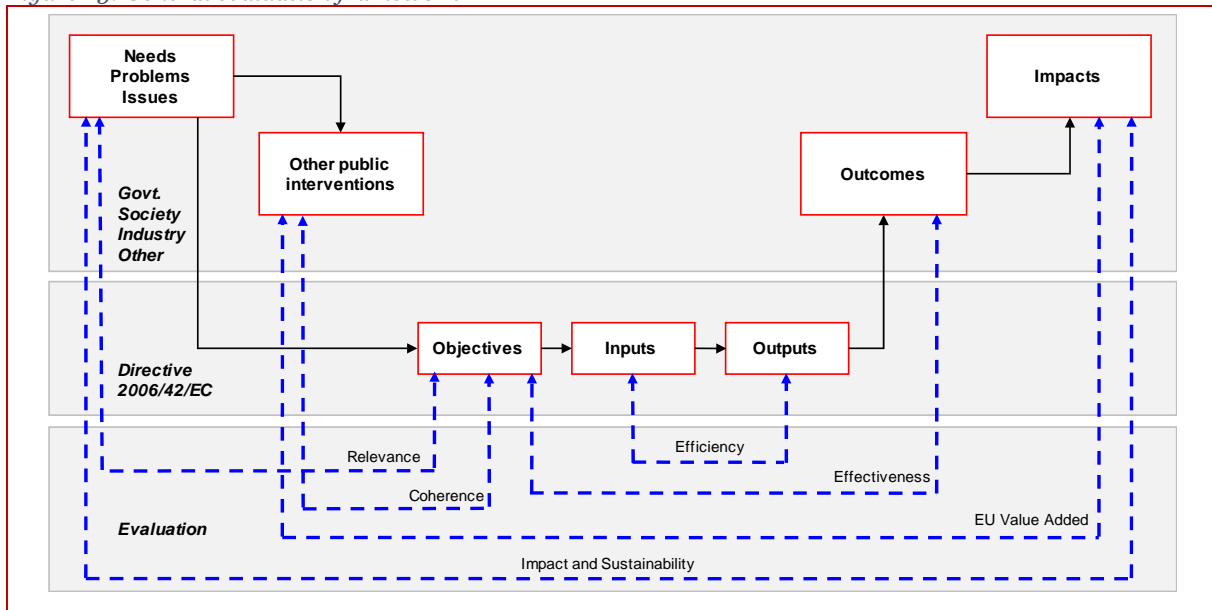 Needs
Problems
Issues
Impacts
Other public
interventions
Outcomes
Govt.
Society
Industry
Other
Objectives
Inputs
Outputs
Directive
2006/42/EC
Relevance
Efficiency
Effectiveness
Coherence
EU Value Added
Evaluation
Impact and Sustainability